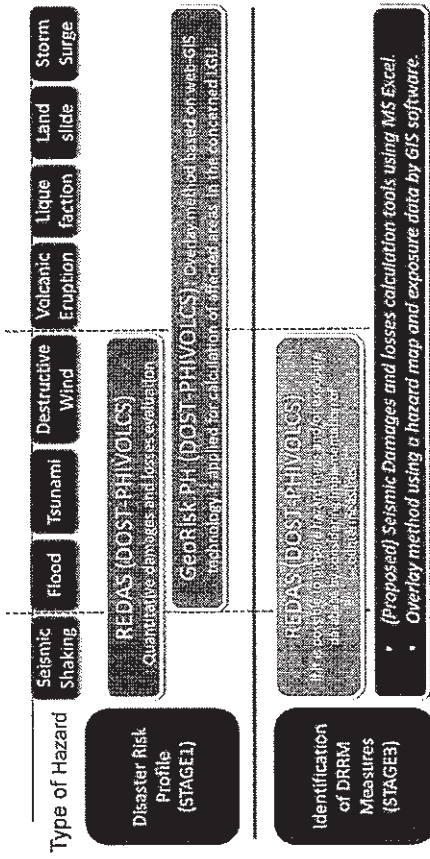 Type of Hazard
Seismic
Shaking
Flood
Tsunami
Destructive
Wind
Volcanic
Eruption
Lique
faction
Land
slide
Storm
Surge
Disaster Risk
Profile
(STAGE1)
REDAS (DOST-PHIVOLCS)
Quantrative damages and losses evaluation
GeoRisk PH (DOST-PHIVOLCS) Overlay method based on web-GIS
technology is applied for calculation of affected areas in the concerned LGU.
Identification
of DRRM
Measures
(STAGE3)
REDAS (DOST-PHIVOLCS)
• (Proposed) Seismic Damages and losses calculation tools using MS Excel.
• Overlay method using a hazard map and exposure data by GIS software.